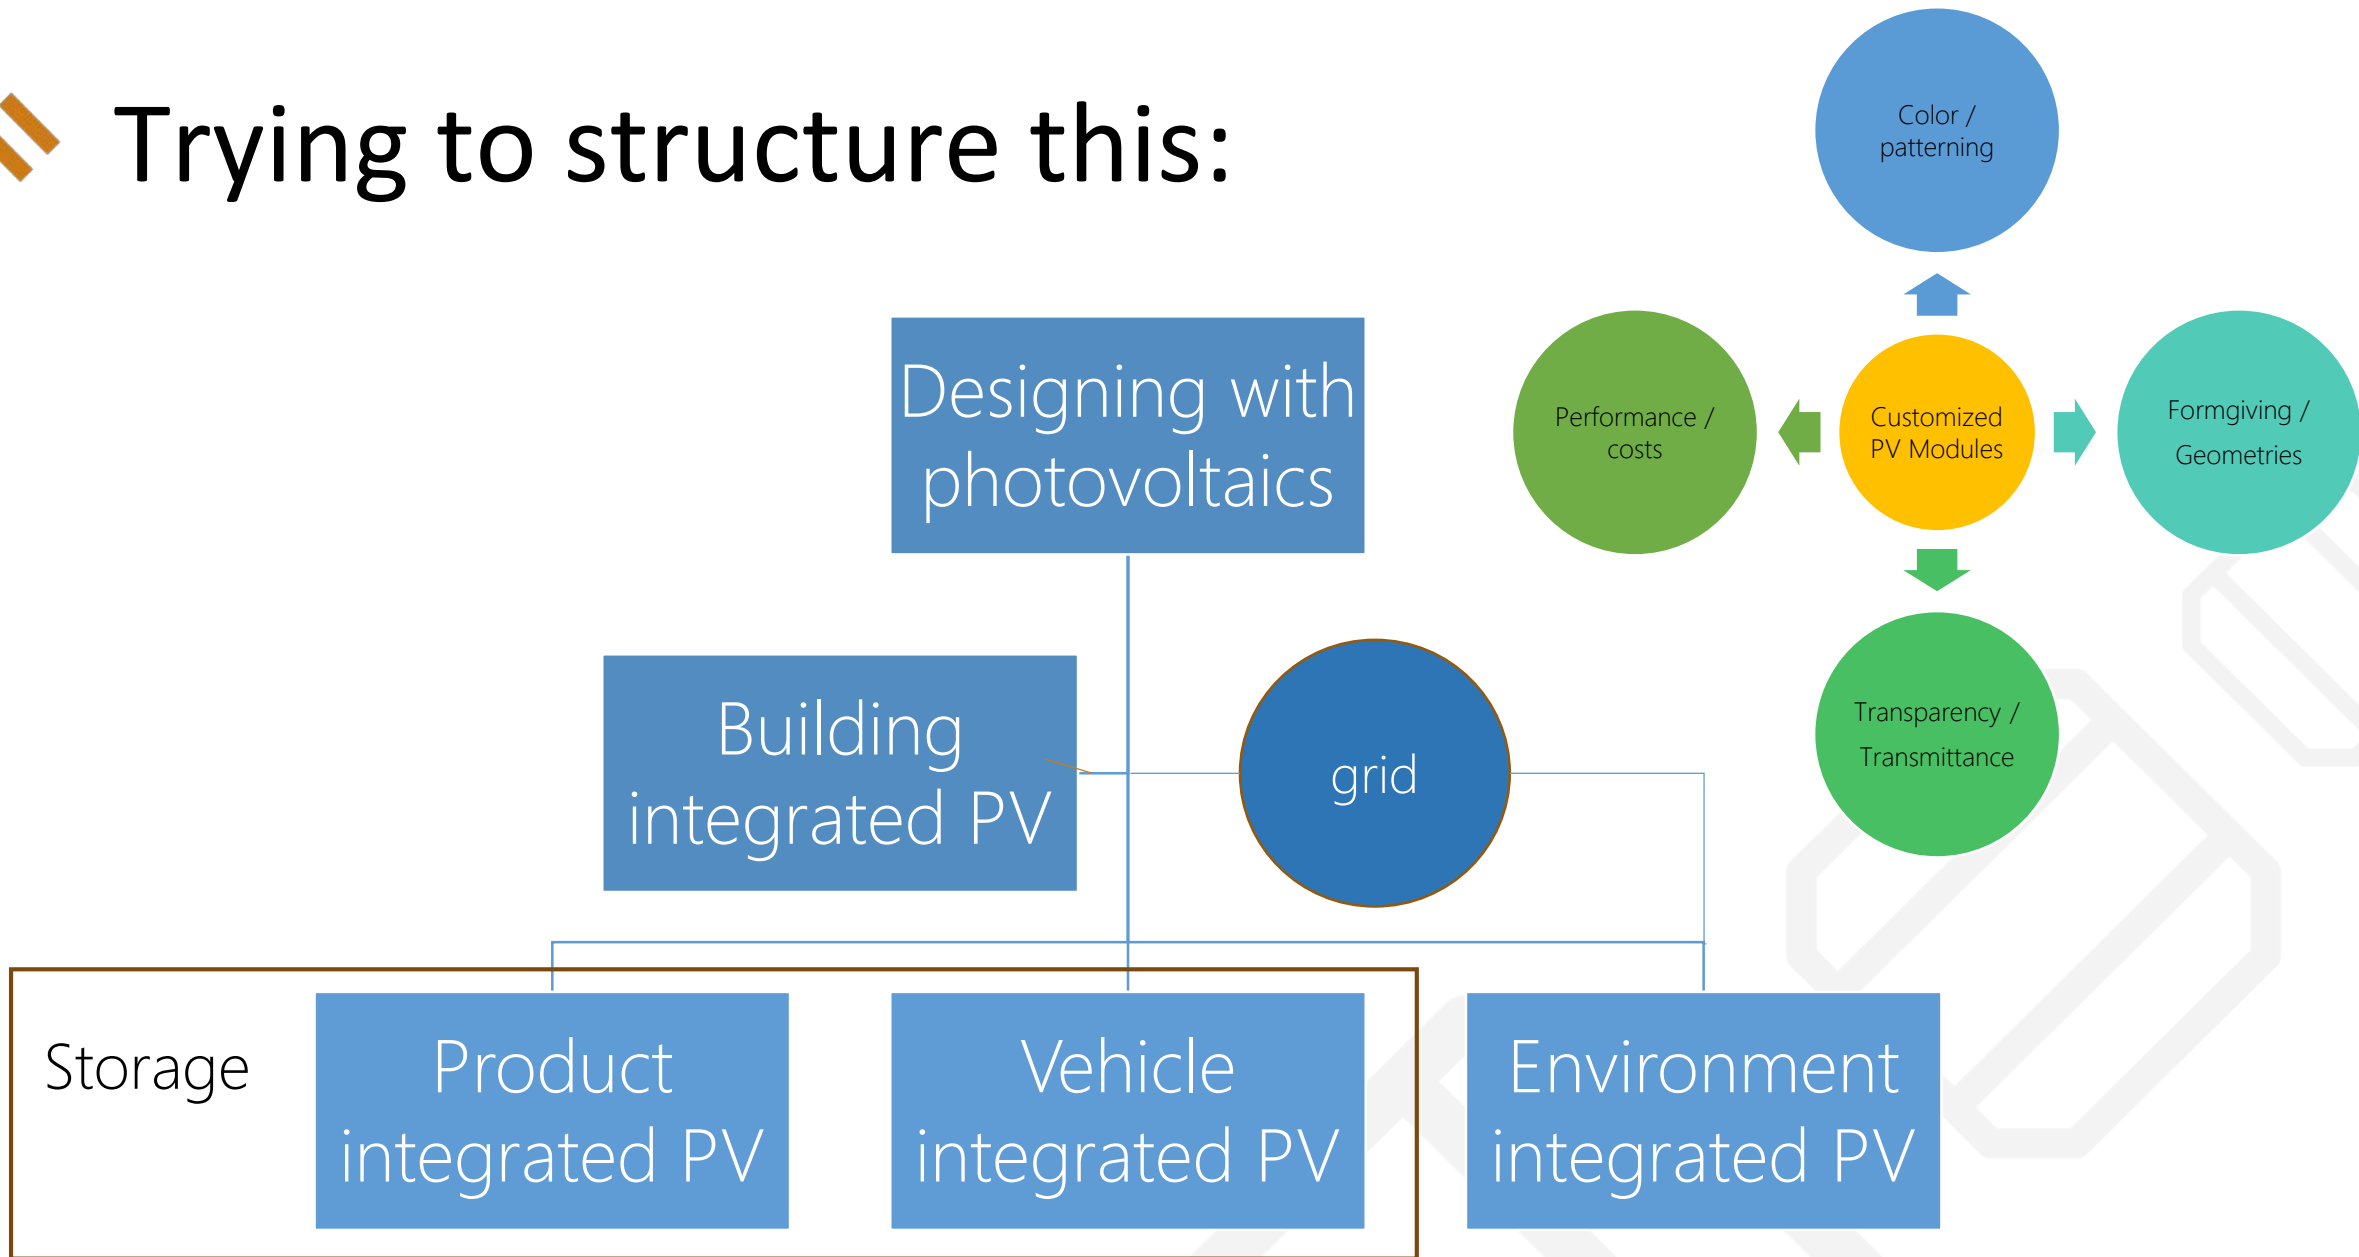 Trying to structure this:
Color /
patterning
Designing with
photovoltaics
Performance /
costs
Customized
PV Modules
Formgiving /
Geometries
Transparency /
Transmittance
Building
integrated PV
grid
Storage
Product
integrated PV
Vehicle
integrated PV
Environment
integrated PV